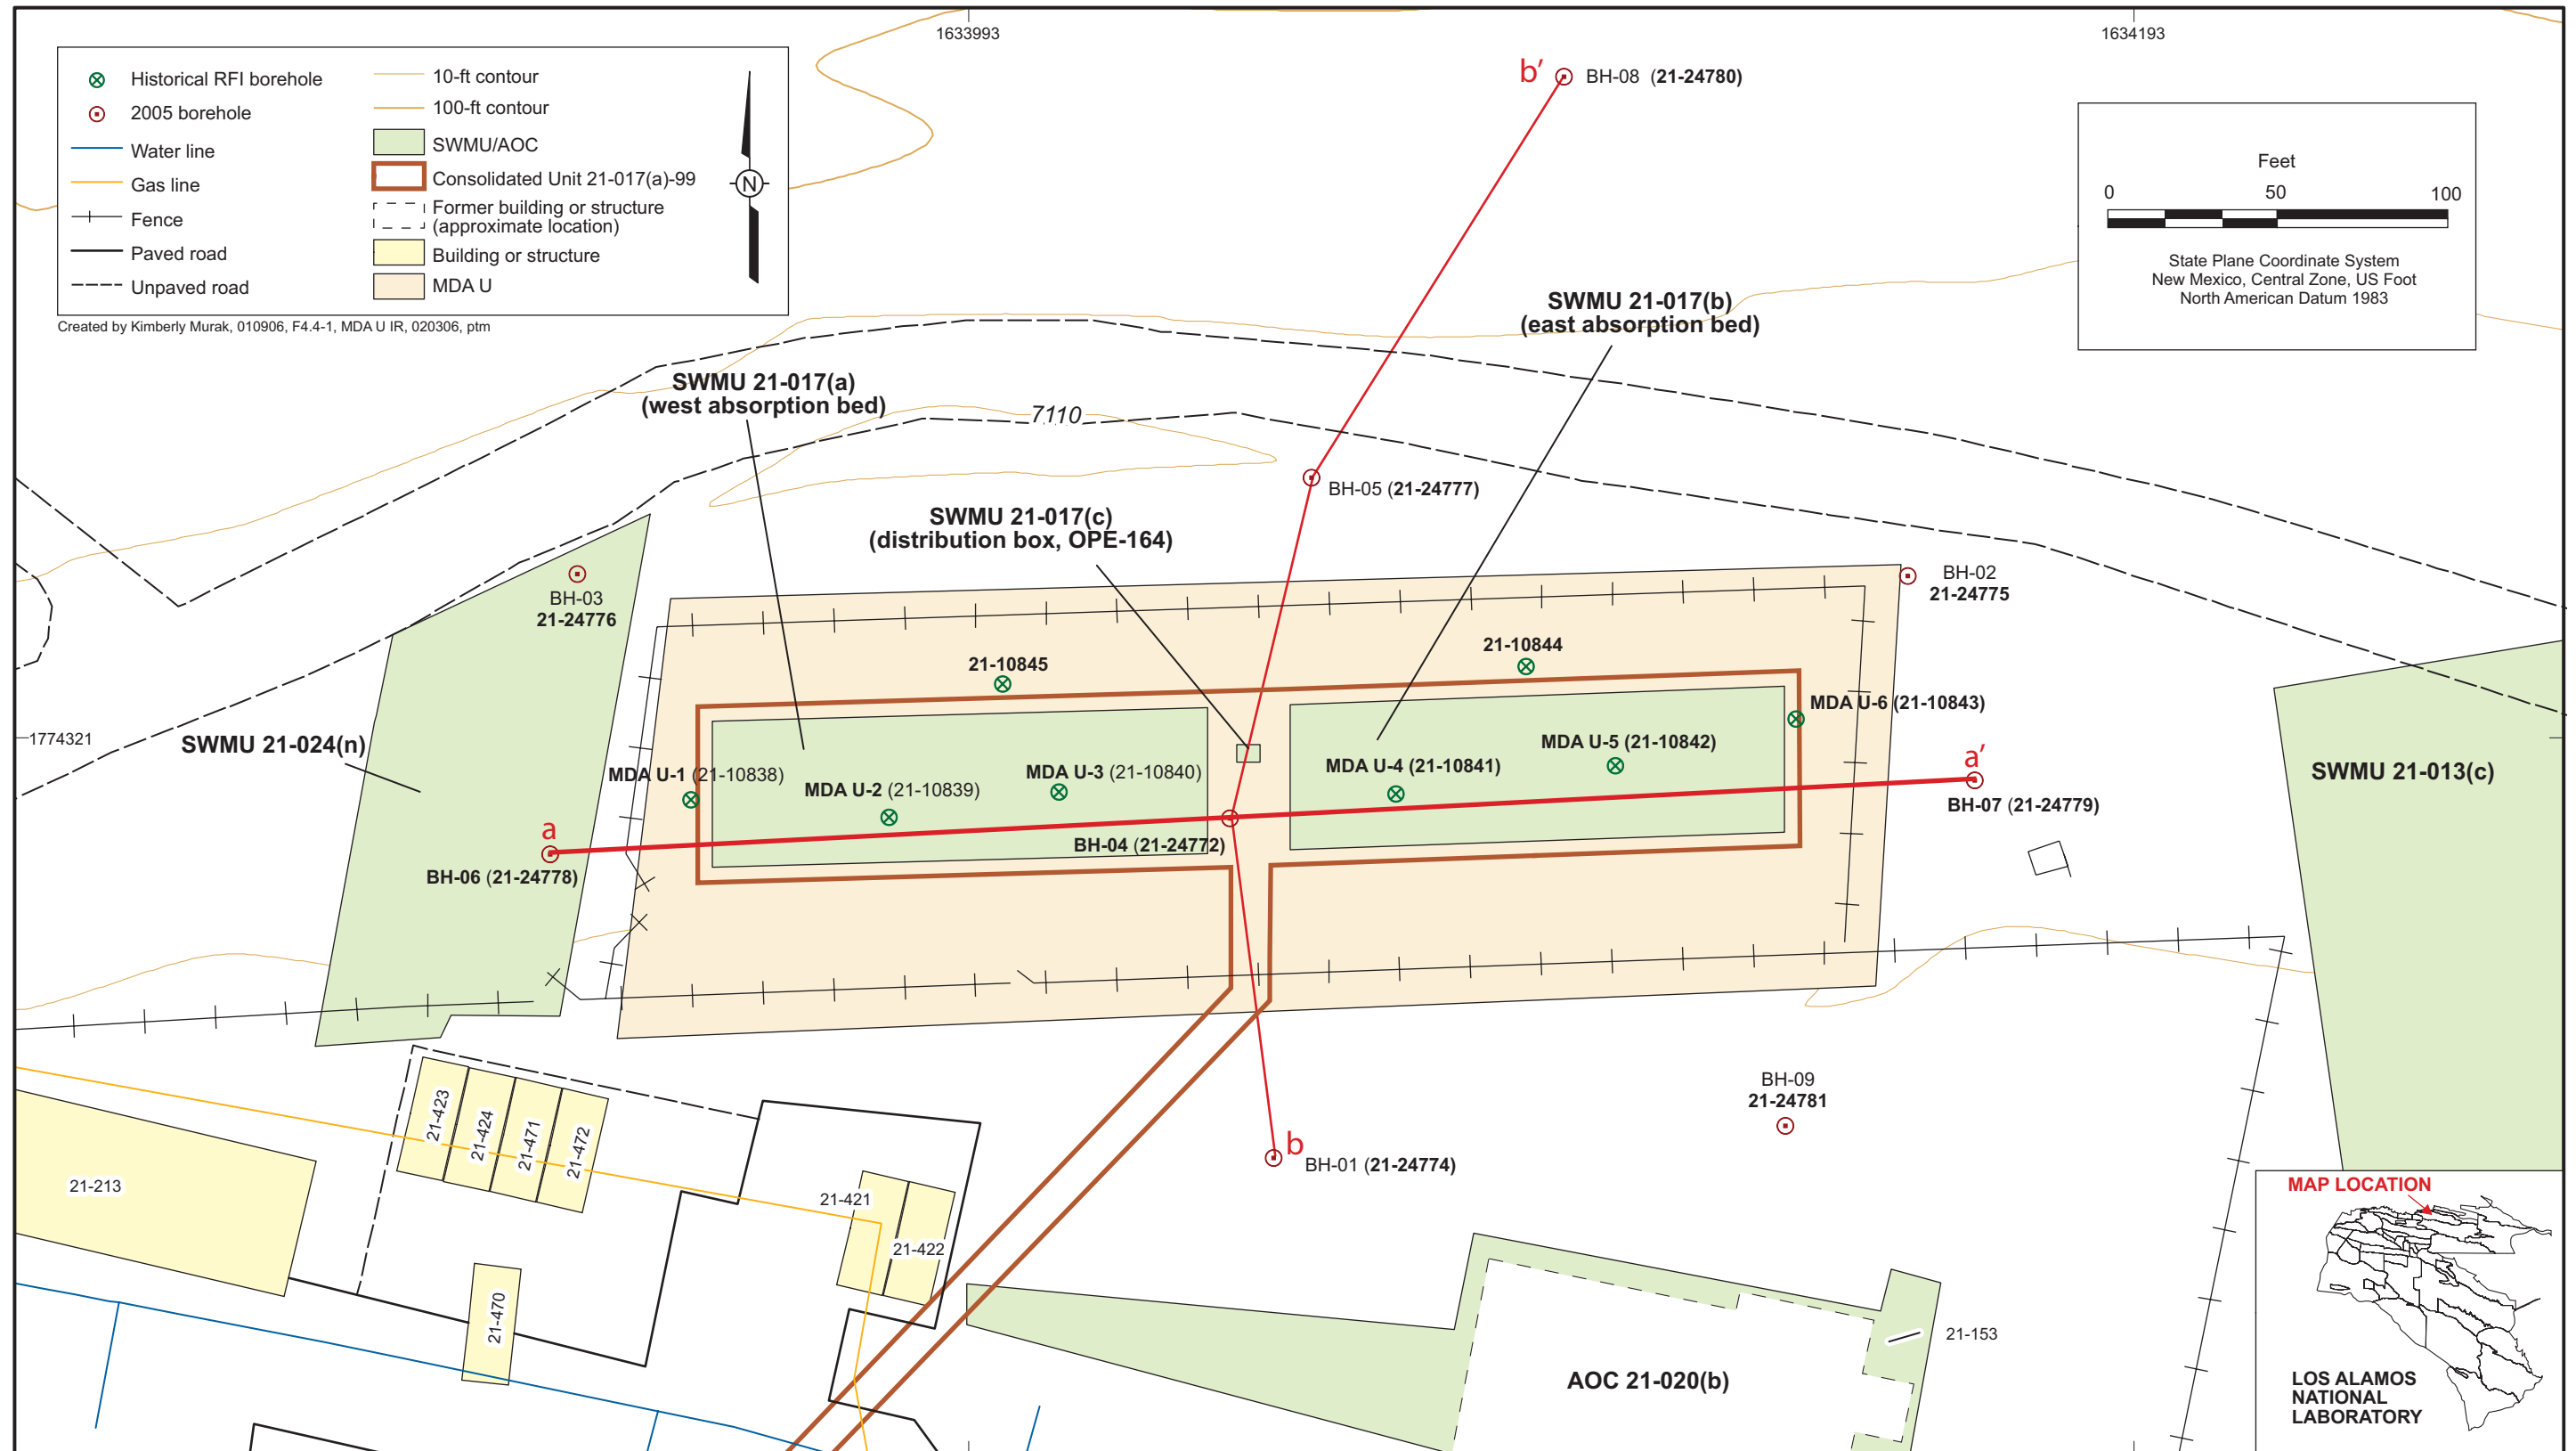 1633993
1634193
Historical RFI borehole
2005 borehole
Water line
Gas line
Fence
Paved road
Unpaved road
10-ft contour
100-ft contour
SWMU/AOC
Consolidated Unit 21-017(a)-99
Former building or structure
(approximate location)
Building or structure
MDA U
N
Created by Kimberly Murak, 010906, F4.4-1, MDA U IR, 020306, ptm
b′
BH-08 (21-24780)
Feet
0 50 100
State Plane Coordinate System
New Mexico, Central Zone, US Foot
North American Datum 1983
SWMU 21-017(b)
(east absorption bed)
SWMU 21-017(a)
(west absorption bed)
7110
BH-05 (21-24777)
SWMU 21-017(c)
(distribution box, OPE-164)
BH-03
21-24776
BH-02
21-24775
21-10845
21-10844
MDA U-6 (21-10843)
1774321
SWMU 21-024(n)
MDA U-1 (21-10838)
MDA U-2 (21-10839)
MDA U-3 (21-10840)
MDA U-4 (21-10841)
MDA U-5 (21-10842)
a′
BH-07 (21-24779)
SWMU 21-013(c)
a
BH-06 (21-24778)
BH-04 (21-24772)
BH-09
21-24781
b
BH-01 (21-24774)
21-423
21-424
21-471
21-472
21-213
21-421
21-422
21-470
21-153
AOC 21-020(b)
MAP LOCATION
LOS ALAMOS
NATIONAL
LABORATORY